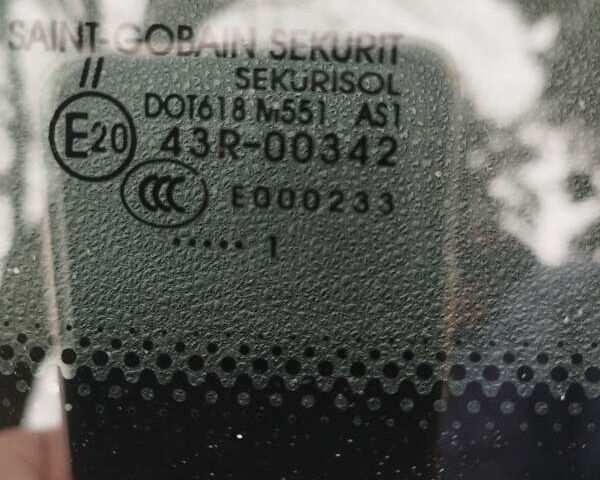 SAINT-GOBAIN SEKURIT
//
SEKURISOL
DOT618 M551 AS1
E20 43R-00342
CCC E000233
····· 1